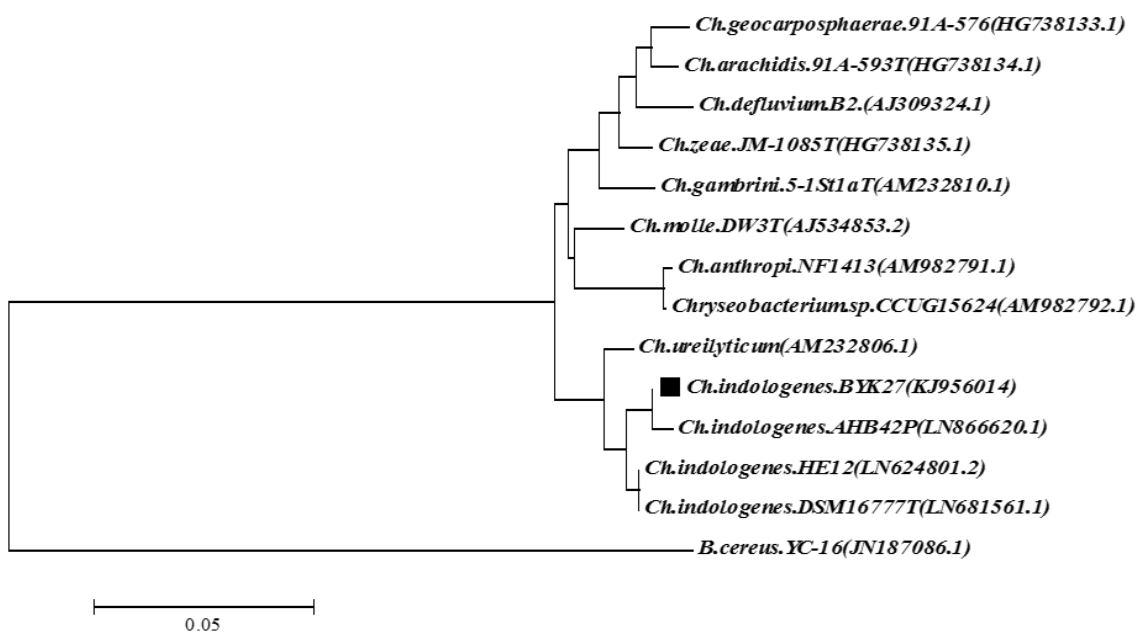 Ch.geocarposphaerae.91A-576(HG738133.1)
Ch.arachidis.91A-593T(HG738134.1)
Ch.defluvium.B2.(AJ309324.1)
Ch.zeae.JM-1085T(HG738135.1)
Ch.gambrini.5-1St1aT(AM232810.1)
Ch.molle.DW3T(AJ534853.2)
Ch.anthropi.NF1413(AM982791.1)
Chryseobacterium.sp.CCUG15624(AM982792.1)
Ch.ureilyticum(AM232806.1)
Ch.indologenes.BYK27(KJ956014)
Ch.indologenes.AHB42P(LN866620.1)
Ch.indologenes.HE12(LN624801.2)
Ch.indologenes.DSM16777T(LN681561.1)
B.cereus.YC-16(JN187086.1)
0.05